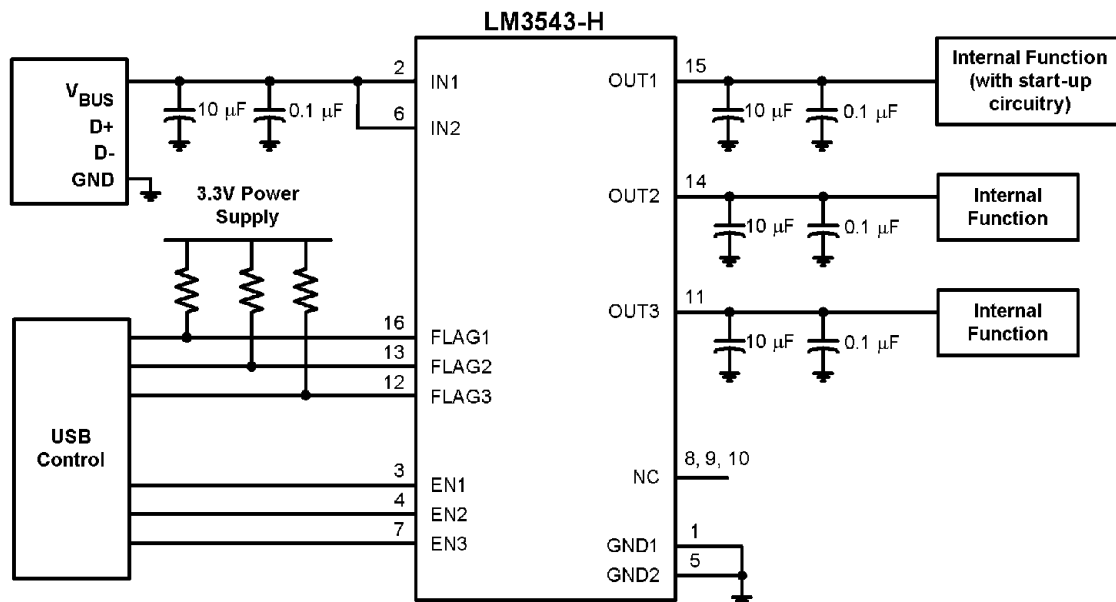 LM3543-H
VBUS
D+
D-
GND
10 μF
0.1 μF
2
IN1
6
IN2
3.3V Power
Supply
USB
Control
16
FLAG1
13
FLAG2
12
FLAG3
3
EN1
4
EN2
7
EN3
OUT1
15
10 μF
0.1 μF
Internal Function
(with start-up
circuitry)
OUT2
14
10 μF
0.1 μF
Internal
Function
OUT3
11
10 μF
0.1 μF
Internal
Function
NC
8, 9, 10
GND1
1
GND2
5